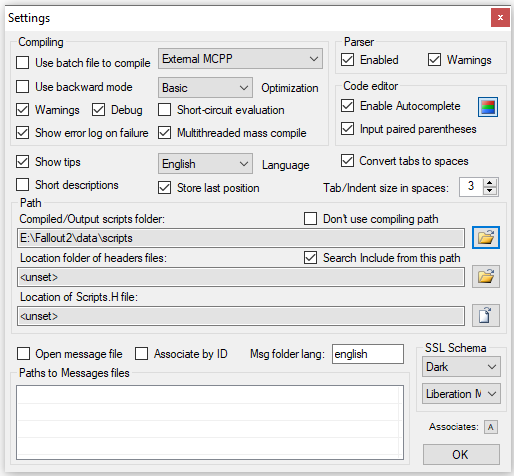 Settings
x
Compiling
Use batch file to compile
External MCPP
Use backward mode
Basic
Optimization
Warnings
Debug
Short-circuit evaluation
Show error log on failure
Multithreaded mass compile
Parser
Enabled
Warnings
Code editor
Enable Autocomplete
Input paired parentheses
Show tips
English
Language
Convert tabs to spaces
Short descriptions
Store last position
Tab/Indent size in spaces:
3
Path
Compiled/Output scripts folder:
Don't use compiling path
E:\Fallout2\data\scripts
Location folder of headers files:
Search Include from this path
<unset>
Location of Scripts.H file:
<unset>
Open message file
Associate by ID
Msg folder lang:
english
Paths to Messages files
SSL Schema
Dark
Liberation M
Associates:
A
OK